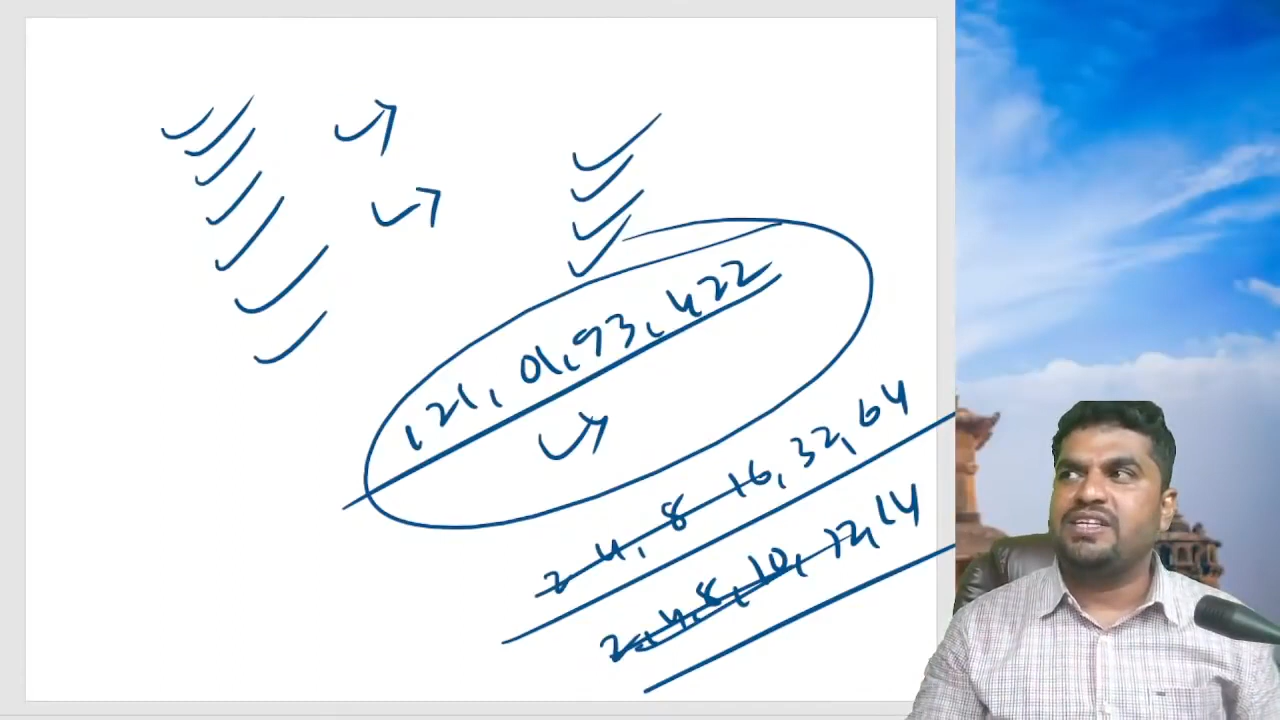 121, 01, 93, 422
2 4, 8 16, 32, 64
2, 4, 8, 10, 12, 14